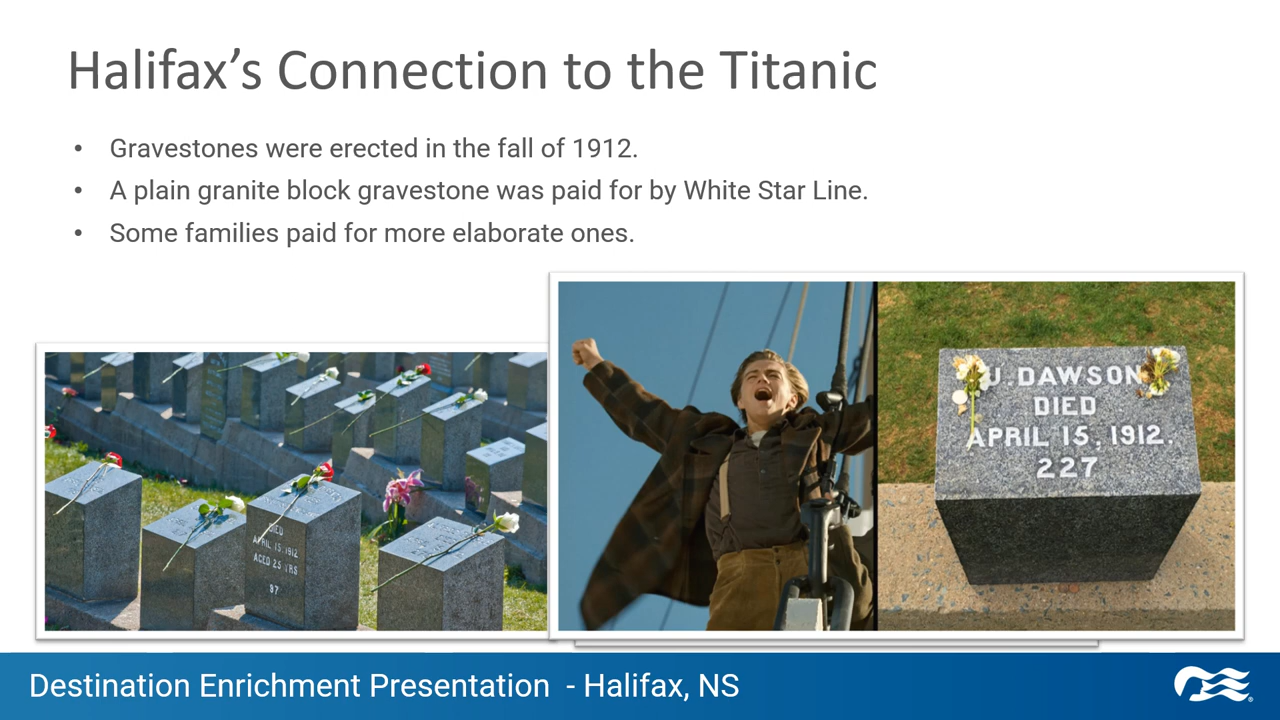 Halifax’s Connection to the Titanic
• Gravestones were erected in the fall of 1912.
• A plain granite block gravestone was paid for by White Star Line.
• Some families paid for more elaborate ones.
DIED
APRIL 15, 1912
AGED 25 YRS
97
J. DAWSON
DIED
APRIL 15, 1912.
227
Destination Enrichment Presentation - Halifax, NS
®